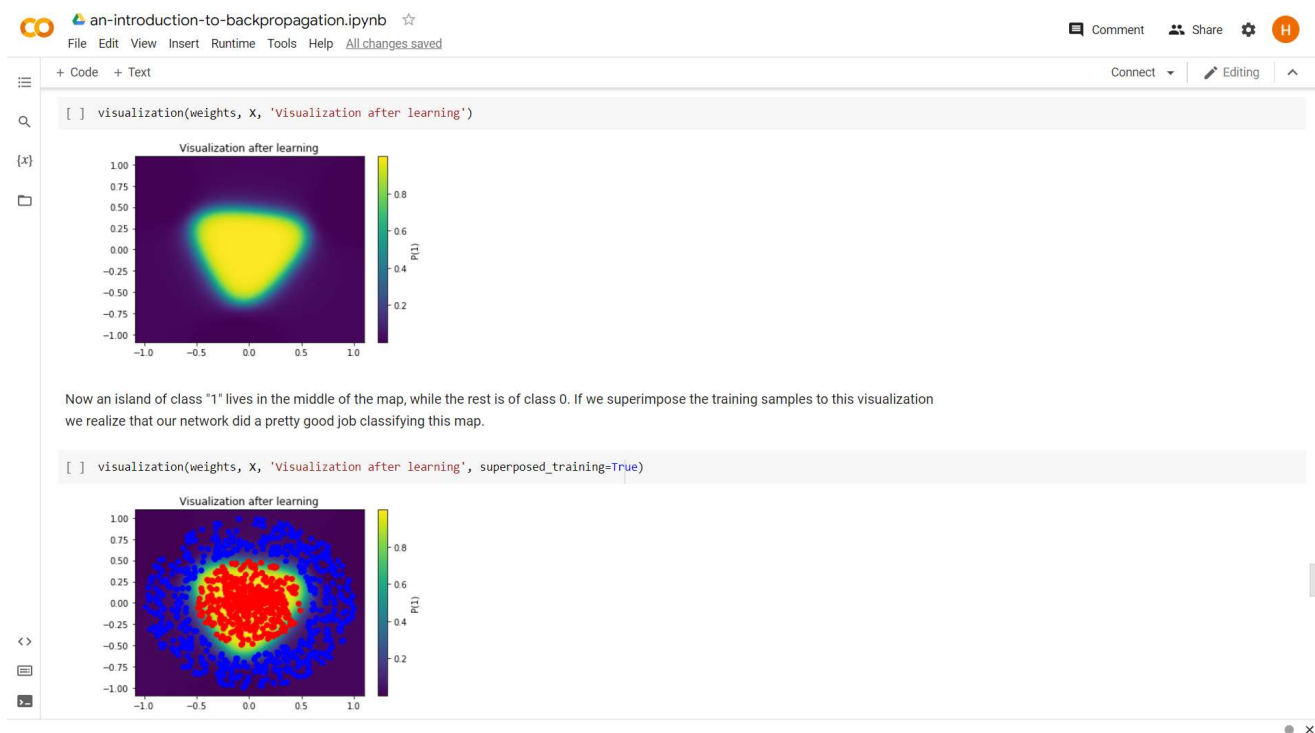 an-introduction-to-backpropagation.ipynb
File Edit View Insert Runtime Tools Help All changes saved
Comment Share H
+ Code + Text
Connect Editing
{x}
[ ] visualization(weights, X, 'Visualization after learning')
Visualization after learning
1.00
0.75
0.50
0.25
0.00
−0.25
−0.50
−0.75
−1.00
−1.0 −0.5 0.0 0.5 1.0
0.8
0.6
0.4
0.2
P(1)
Now an island of class "1" lives in the middle of the map, while the rest is of class 0. If we superimpose the training samples to this visualization
we realize that our network did a pretty good job classifying this map.
[ ] visualization(weights, X, 'Visualization after learning', superposed_training=True)
Visualization after learning
1.00
0.75
0.50
0.25
0.00
−0.25
−0.50
−0.75
−1.00
−1.0 −0.5 0.0 0.5 1.0
0.8
0.6
0.4
0.2
P(1)